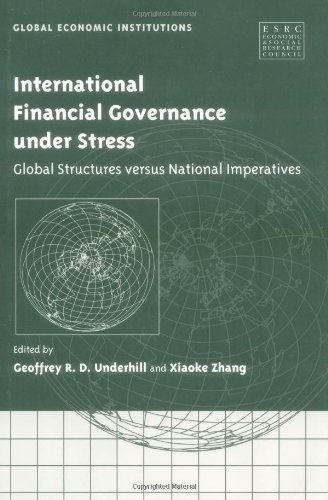 GLOBAL ECONOMIC INSTITUTIONS
E S R C
ECONOMIC
& SOCIAL
RESEARCH
COUNCIL
International
Financial Governance
under Stress
Global Structures versus National Imperatives
Edited by
Geoffrey R. D. Underhill and Xiaoke Zhang